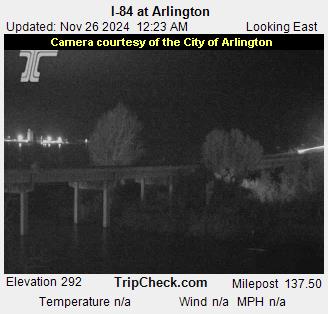 I-84 at Arlington
Updated: Nov 26 2024 12:23 AM Looking East
Camera courtesy of the City of Arlington
Elevation 292 TripCheck.com Milepost 137.50
Temperature n/a Wind n/a MPH n/a